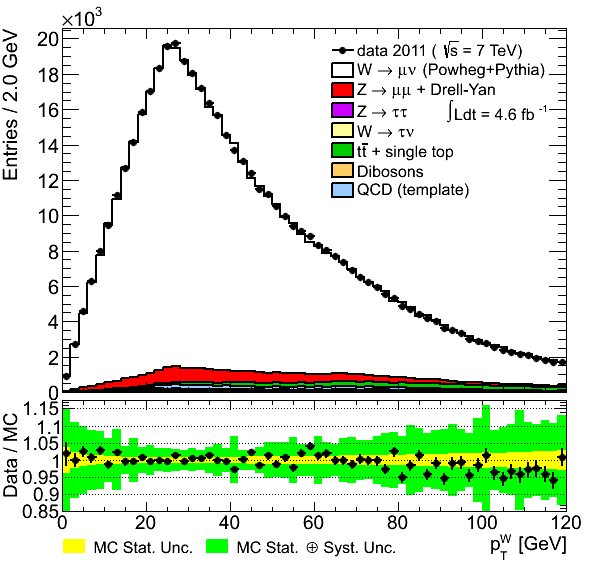 ×10³
Entries / 2.0 GeV
20
18
16
14
12
10
8
6
4
2
0
data 2011 ( √s = 7 TeV)
W → μν (Powheg+Pythia)
Z → μμ + Drell-Yan
Z → ττ
∫Ldt = 4.6 fb⁻¹
W → τν
tt̅ + single top
Dibosons
QCD (template)
Data / MC
1.15
1.1
1.05
1
0.95
0.9
0.85
0 20 40 60 80 100 120
p_T^W [GeV]
MC Stat. Unc. MC Stat. ⊕ Syst. Unc.